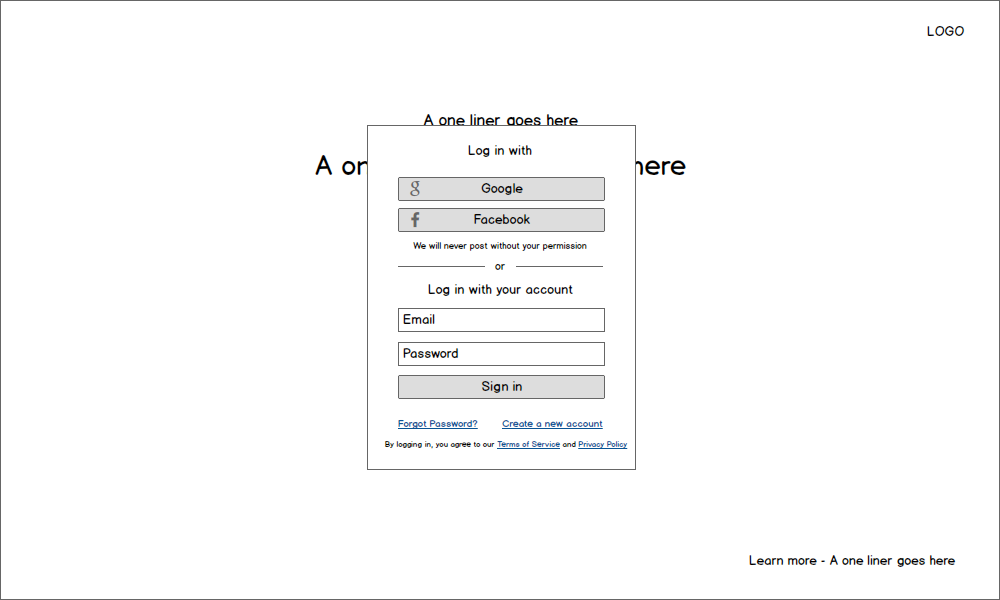 LOGO
A one liner goes here
Log in with
A on here
Google
Facebook
We will never post without your permission
or
Log in with your account
Email
Password
Sign in
Forgot Password? Create a new account
By logging in, you agree to our Terms of Service and Privacy Policy
Learn more - A one liner goes here